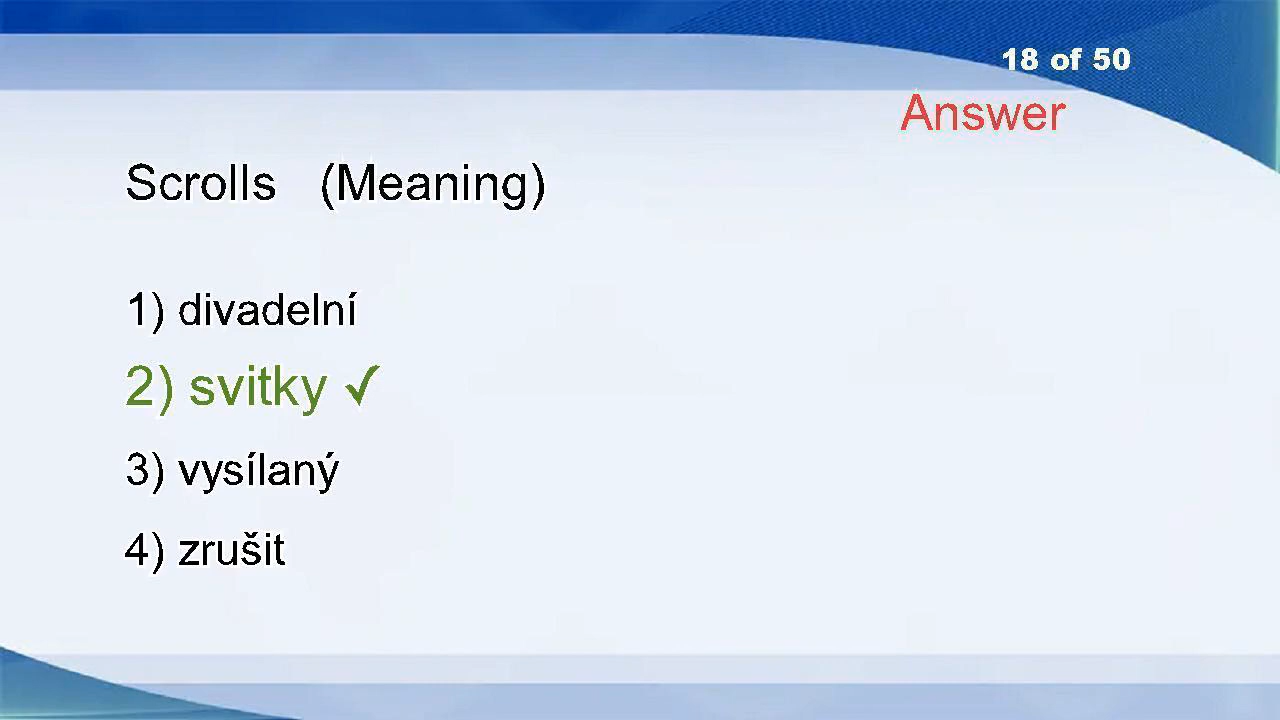 18 of 50
Answer
Scrolls (Meaning)
1) divadelní
2) svitky ✓
3) vysílaný
4) zrušit